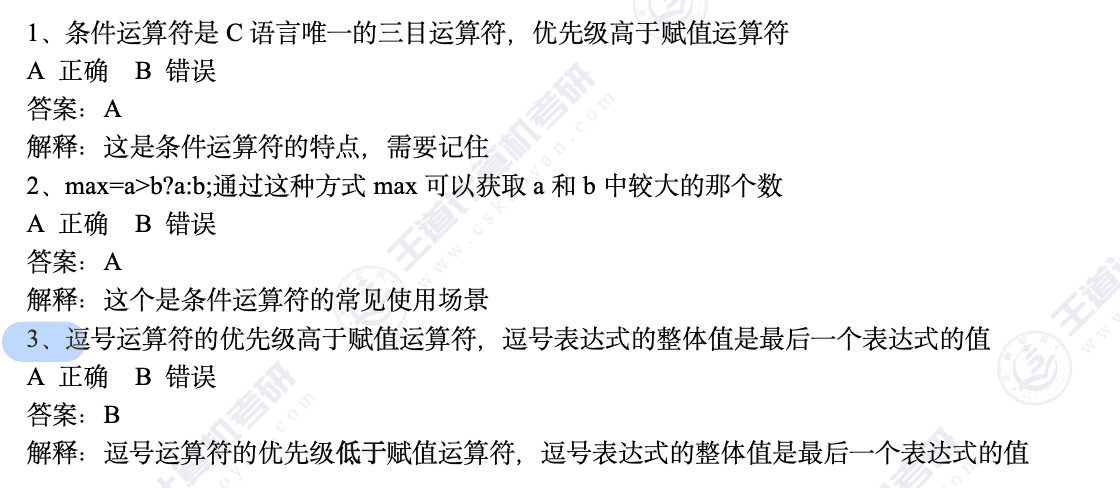 1、条件运算符是 C 语言唯一的三目运算符，优先级高于赋值运算符
A 正确 B 错误
答案：A
解释：这是条件运算符的特点，需要记住
2、max=a>b?a:b;通过这种方式 max 可以获取 a 和 b 中较大的那个数
A 正确 B 错误
答案：A
解释：这个是条件运算符的常见使用场景
3、逗号运算符的优先级高于赋值运算符，逗号表达式的整体值是最后一个表达式的值
A 正确 B 错误
答案：B
解释：逗号运算符的优先级低于赋值运算符，逗号表达式的整体值是最后一个表达式的值